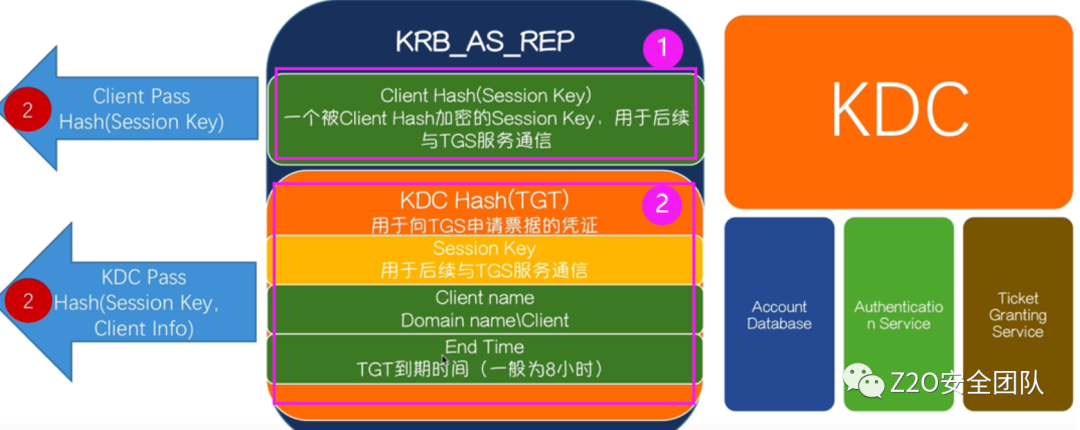 2
Client Pass
Hash(Session Key)
2
KDC Pass
Hash(Session Key,
Client Info)
KRB_AS_REP
1
Client Hash(Session Key)
一个被Client Hash加密的Session Key，用于后续
与TGS服务通信
KDC Hash(TGT)
2
用于向TGS申请票据的凭证
Session Key
用于后续与TGS服务通信
Client name
Domain name\Client
End Time
TGT到期时间（一般为8小时）
KDC
Account
Database
Authenticatio
n Service
Ticket
Granting
Service
Z2O安全团队